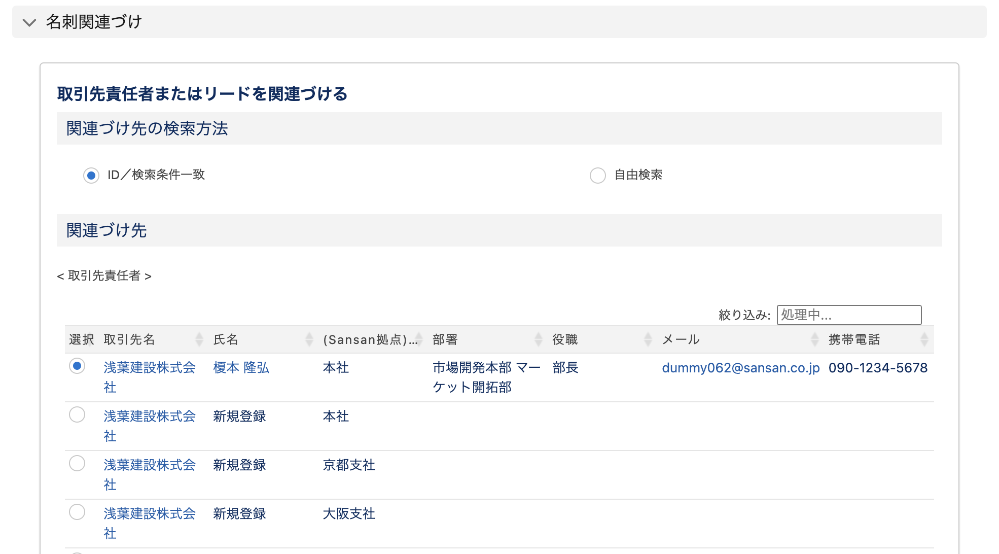 名刺関連づけ
取引先責任者またはリードを関連づける
関連づけ先の検索方法
ID／検索条件一致 自由検索
関連づけ先
< 取引先責任者 >
絞り込み: 処理中...
選択 取引先名 氏名 (Sansan拠点)... 部署 役職 メール 携帯電話
浅葉建設株式会 榎本 隆弘 本社 市場開発本部 マー 部長 dummy062@sansan.co.jp 090-1234-5678
社 ケット開拓部
浅葉建設株式会 新規登録 本社
社
浅葉建設株式会 新規登録 京都支社
社
浅葉建設株式会 新規登録 大阪支社
社